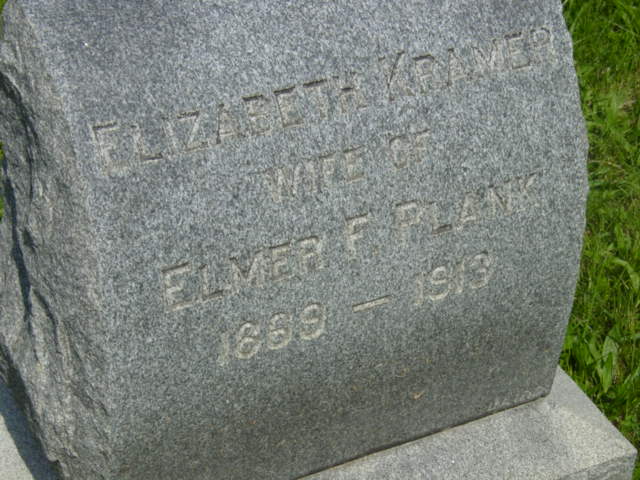 ELIZABETH KRAMER
WIFE OF
ELMER F. PLANK
1889 — 1913